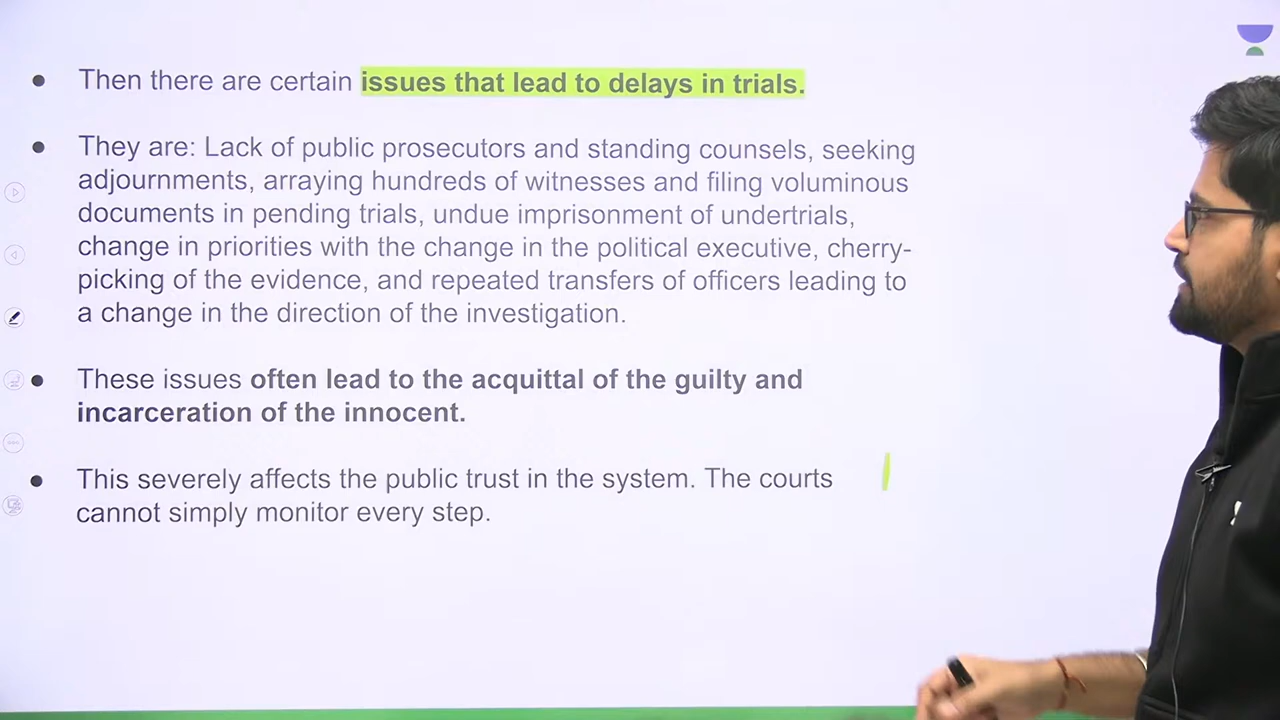 Then there are certain issues that lead to delays in trials.
They are: Lack of public prosecutors and standing counsels, seeking
adjournments, arraying hundreds of witnesses and filing voluminous
documents in pending trials, undue imprisonment of undertrials,
change in priorities with the change in the political executive, cherry-
picking of the evidence, and repeated transfers of officers leading to
a change in the direction of the investigation.
These issues often lead to the acquittal of the guilty and
incarceration of the innocent.
This severely affects the public trust in the system. The courts
cannot simply monitor every step.